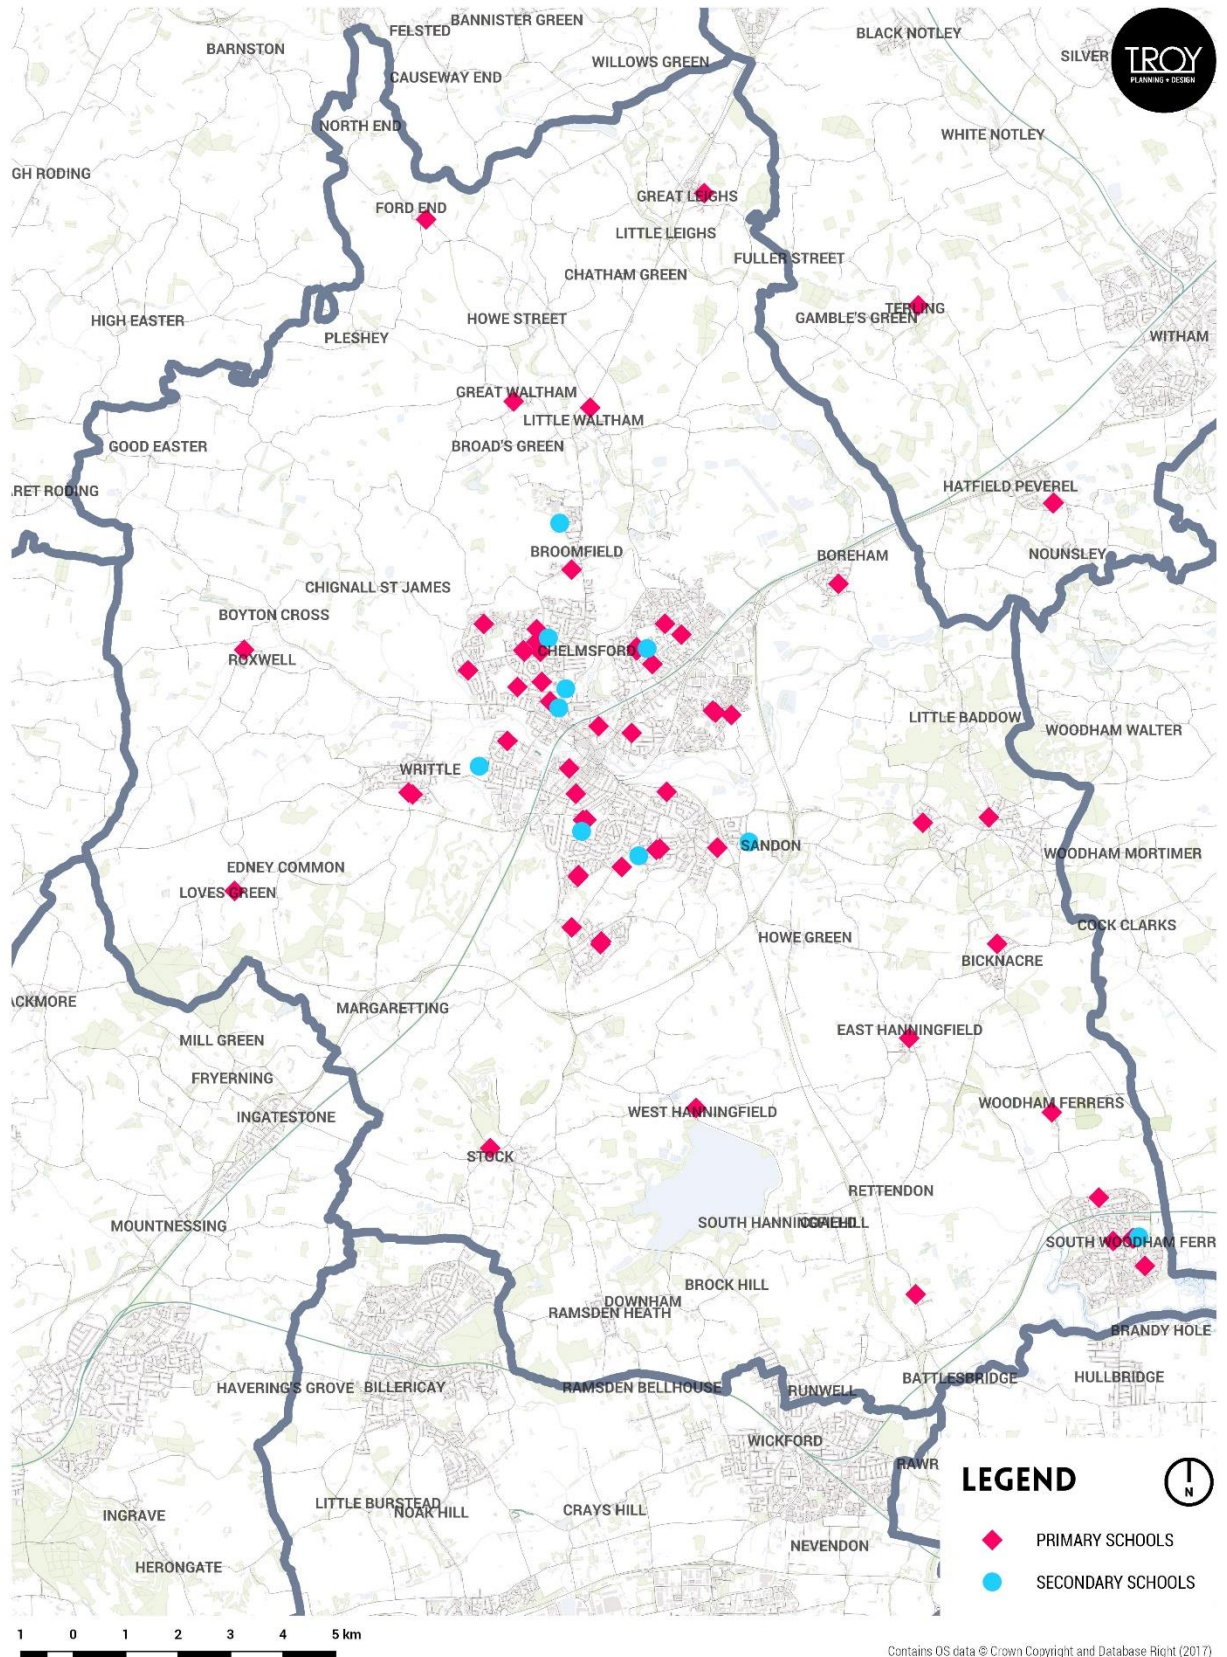 BANNISTER GREEN
FELSTED
BLACK NOTLEY
BARNSTON
WILLOWS GREEN
SILVER
TROY
PLANNING + DESIGN
CAUSEWAY END
NORTH END
WHITE NOTLEY
GH RODING
GREAT LEIGHS
FORD END
LITTLE LEIGHS
FULLER STREET
CHATHAM GREEN
TERLING
GAMBLE'S GREEN
HIGH EASTER
HOWE STREET
PLESHEY
WITHAM
GREAT WALTHAM
LITTLE WALTHAM
GOOD EASTER
BROAD'S GREEN
HATFIELD PEVEREL
RET RODING
BROOMFIELD
BOREHAM
NOUNSLEY
CHIGNALL ST JAMES
BOYTON CROSS
CHELMSFORD
ROXWELL
LITTLE BADDOW
WOODHAM WALTER
WRITTLE
SANDON
WOODHAM MORTIMER
EDNEY COMMON
LOVES GREEN
COCK CLARKS
HOWE GREEN
BICKNACRE
ACKMORE
MARGARETTING
EAST HANNINGFIELD
MILL GREEN
FRYERNING
WOODHAM FERRERS
INGATESTONE
WEST HANNINGFIELD
STOCK
RETTENDON
MOUNTNESSING
SOUTH HANNINGFIELD
SOUTH WOODHAM FERR
BROCK HILL
DOWNHAM
RAMSDEN HEATH
BRANDY HOLE
BATTLESBRIDGE
HULLBRIDGE
HAVERING'S GROVE
BILLERICAY
RAMSDEN BELLHOUSE
RUNWELL
WICKFORD
RAWR
LEGEND
N
LITTLE BURSTEAD
NOAK HILL
CRAYS HILL
INGRAVE
PRIMARY SCHOOLS
NEVENDON
HERONGATE
SECONDARY SCHOOLS
1 0 1 2 3 4 5 km
Contains OS data © Crown Copyright and Database Right (2017)